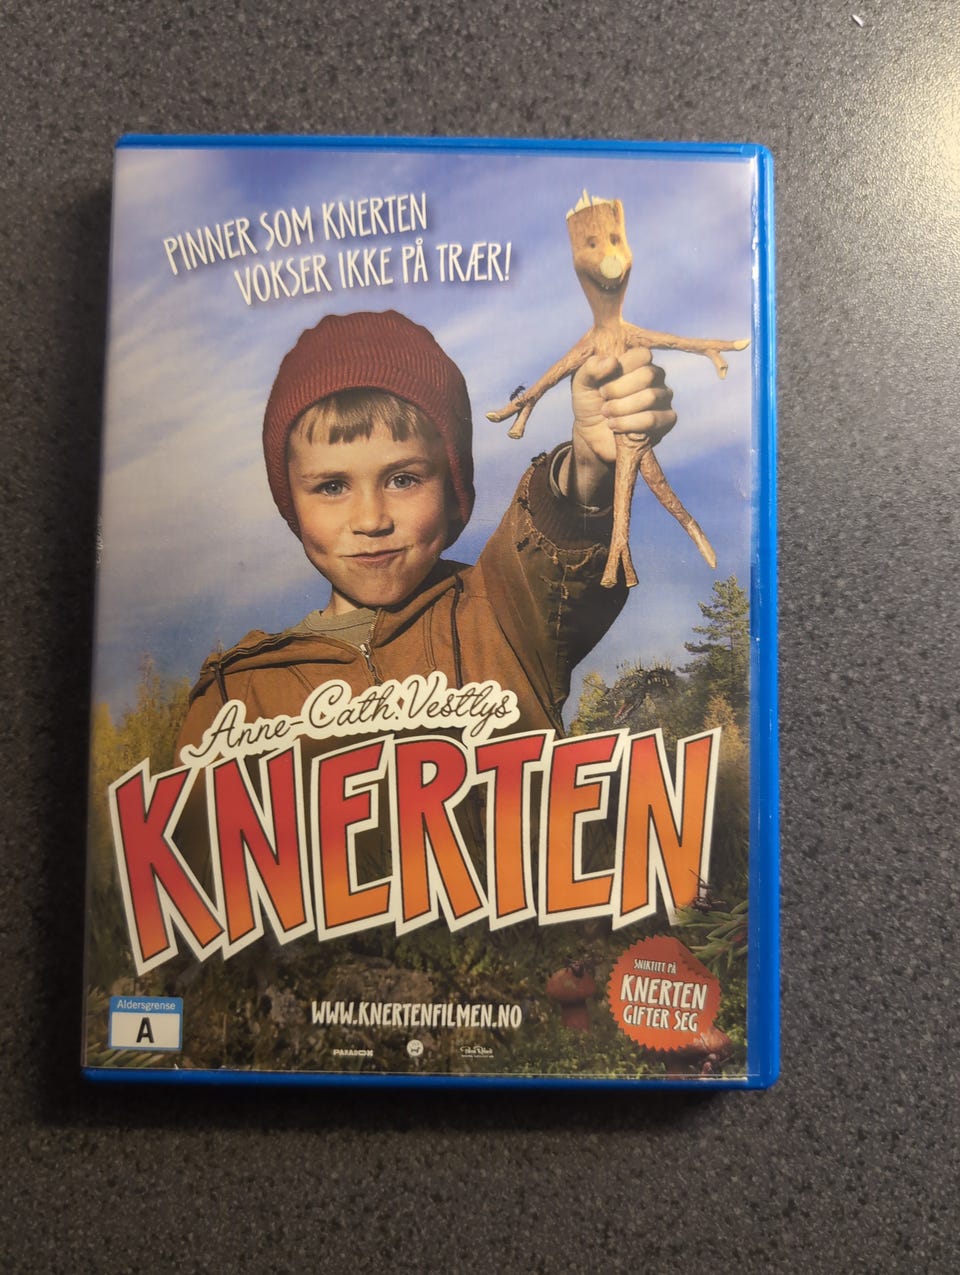 PINNER SOM KNERTEN
VOKSER IKKE PÅ TRÆR!
Anne-Cath. Vestlys
KNERTEN
SNIKTITT PÅ
KNERTEN
GIFTER SEG
Aldersgrense
A
WWW.KNERTENFILMEN.NO
PARADOX